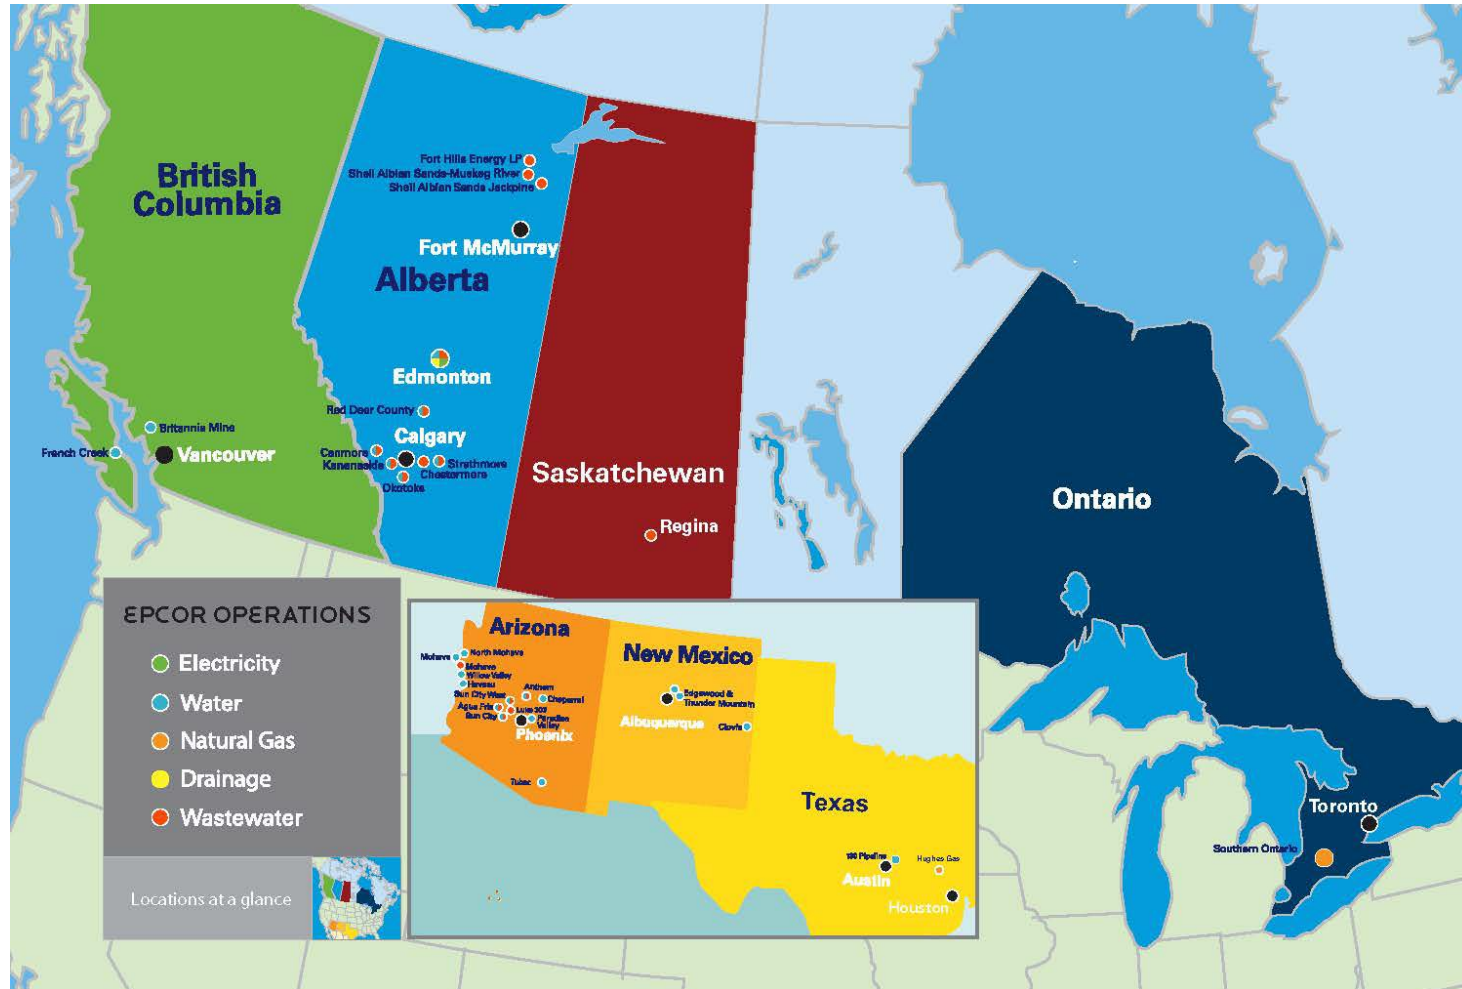 British
Columbia
Fort Hills Energy LP
Shell Albian Sands-Muskeg River
Shell Albian Sands Jackpine
Fort McMurray
Alberta
Edmonton
Red Deer County
Calgary
Canmore
Kananaskis
Strathmore
Chestermere
Okotoks
Britannia Mine
French Creek
Vancouver
Saskatchewan
Regina
Ontario
Toronto
Southern Ontario
EPCOR OPERATIONS
Electricity
Water
Natural Gas
Drainage
Wastewater
Locations at a glance
Arizona
North Mohave
Mohave
Mohave
Willow Valley
Havasu
Sun City West
Anthem
Chaparral
Agua Fria
Luke 303
Sun City
Paradise
Valley
Phoenix
Tubac
New Mexico
Edgewood &
Thunder Mountain
Albuquerque
Clovis
Texas
130 Pipeline
Hughes Gas
Austin
Houston